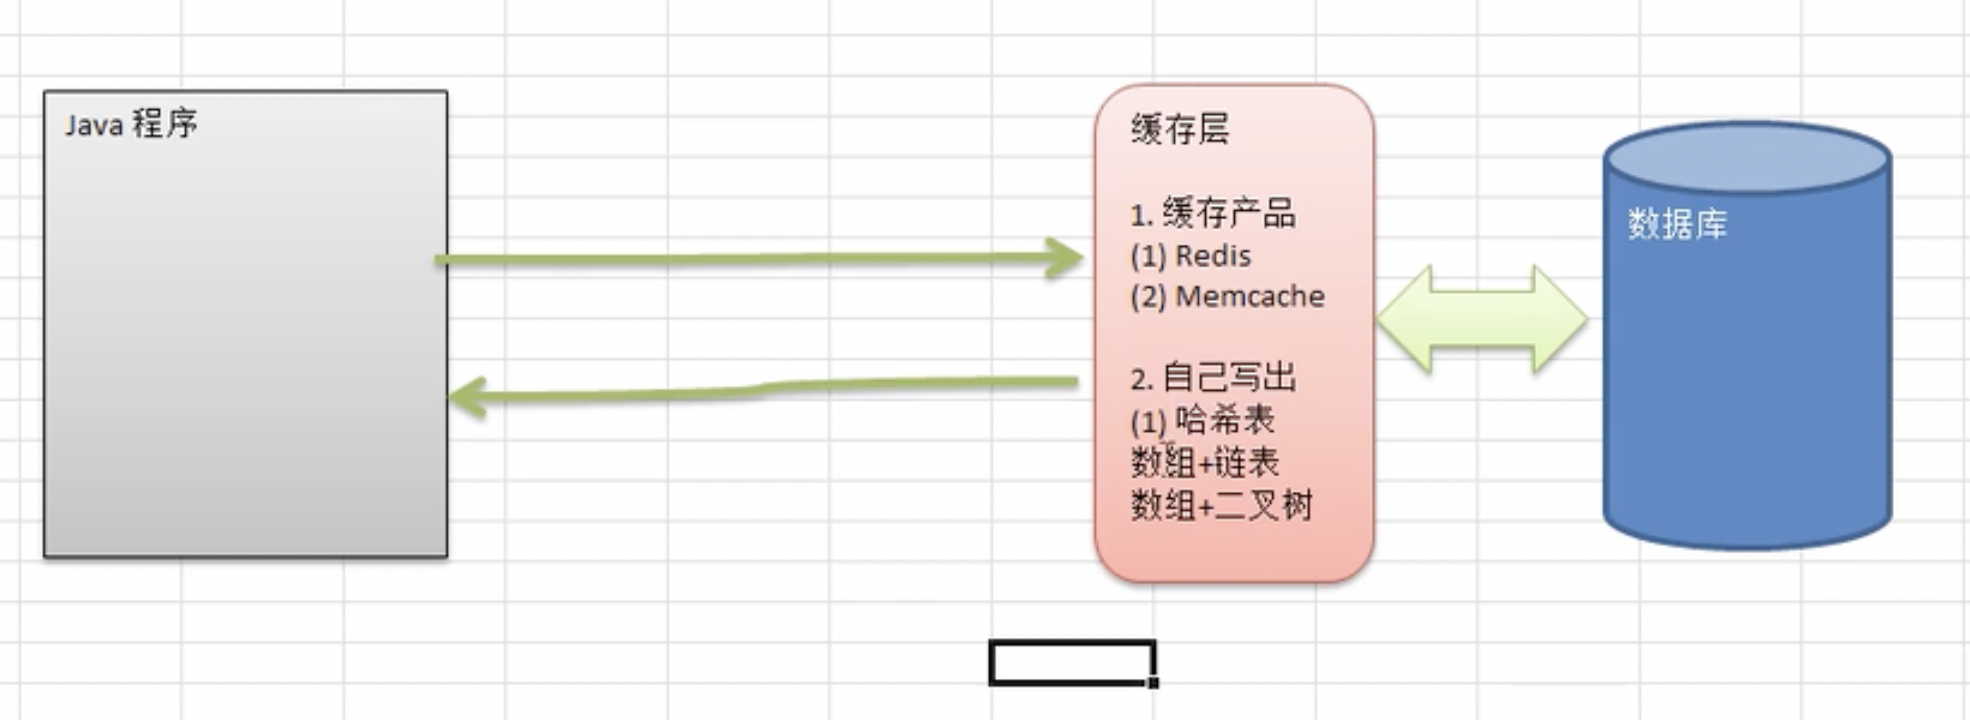 Java 程序
缓存层
1. 缓存产品
(1) Redis
(2) Memcache
2. 自己写出
(1) 哈希表
数组+链表
数组+二叉树
数据库